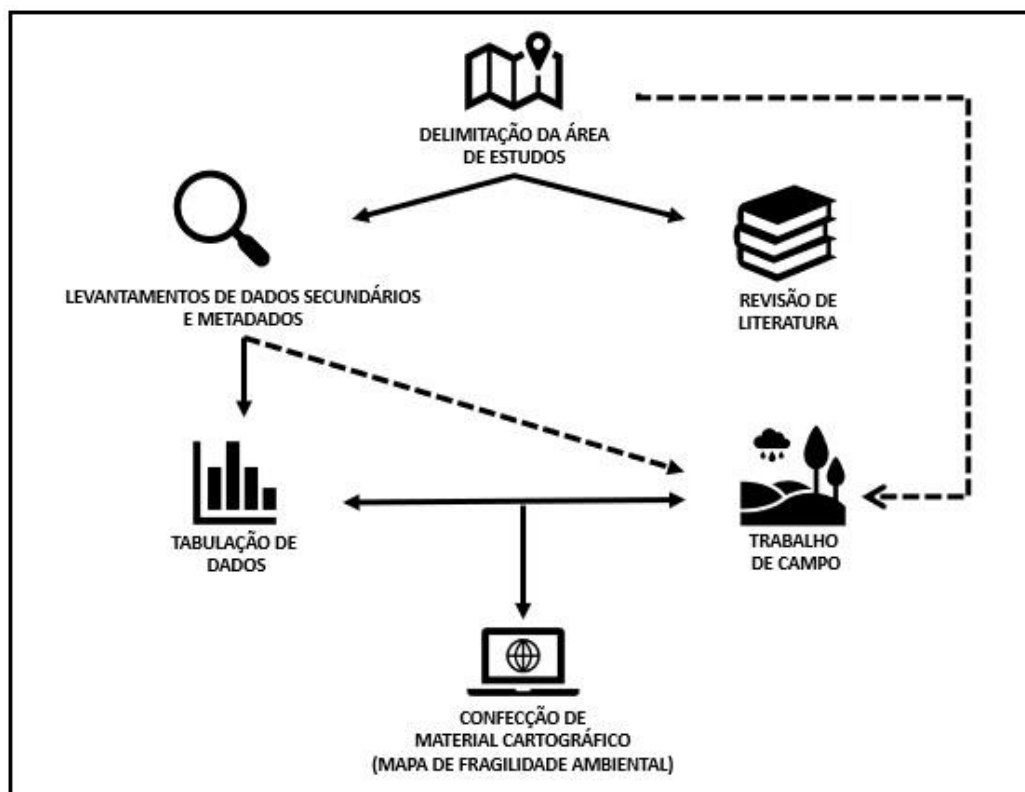 DELIMITAÇÃO DA ÁREA
DE ESTUDOS
LEVANTAMENTOS DE DADOS SECUNDÁRIOS
E METADADOS
REVISÃO DE
LITERATURA
TABULAÇÃO DE
DADOS
TRABALHO
DE CAMPO
CONFECÇÃO DE
MATERIAL CARTOGRÁFICO
(MAPA DE FRAGILIDADE AMBIENTAL)